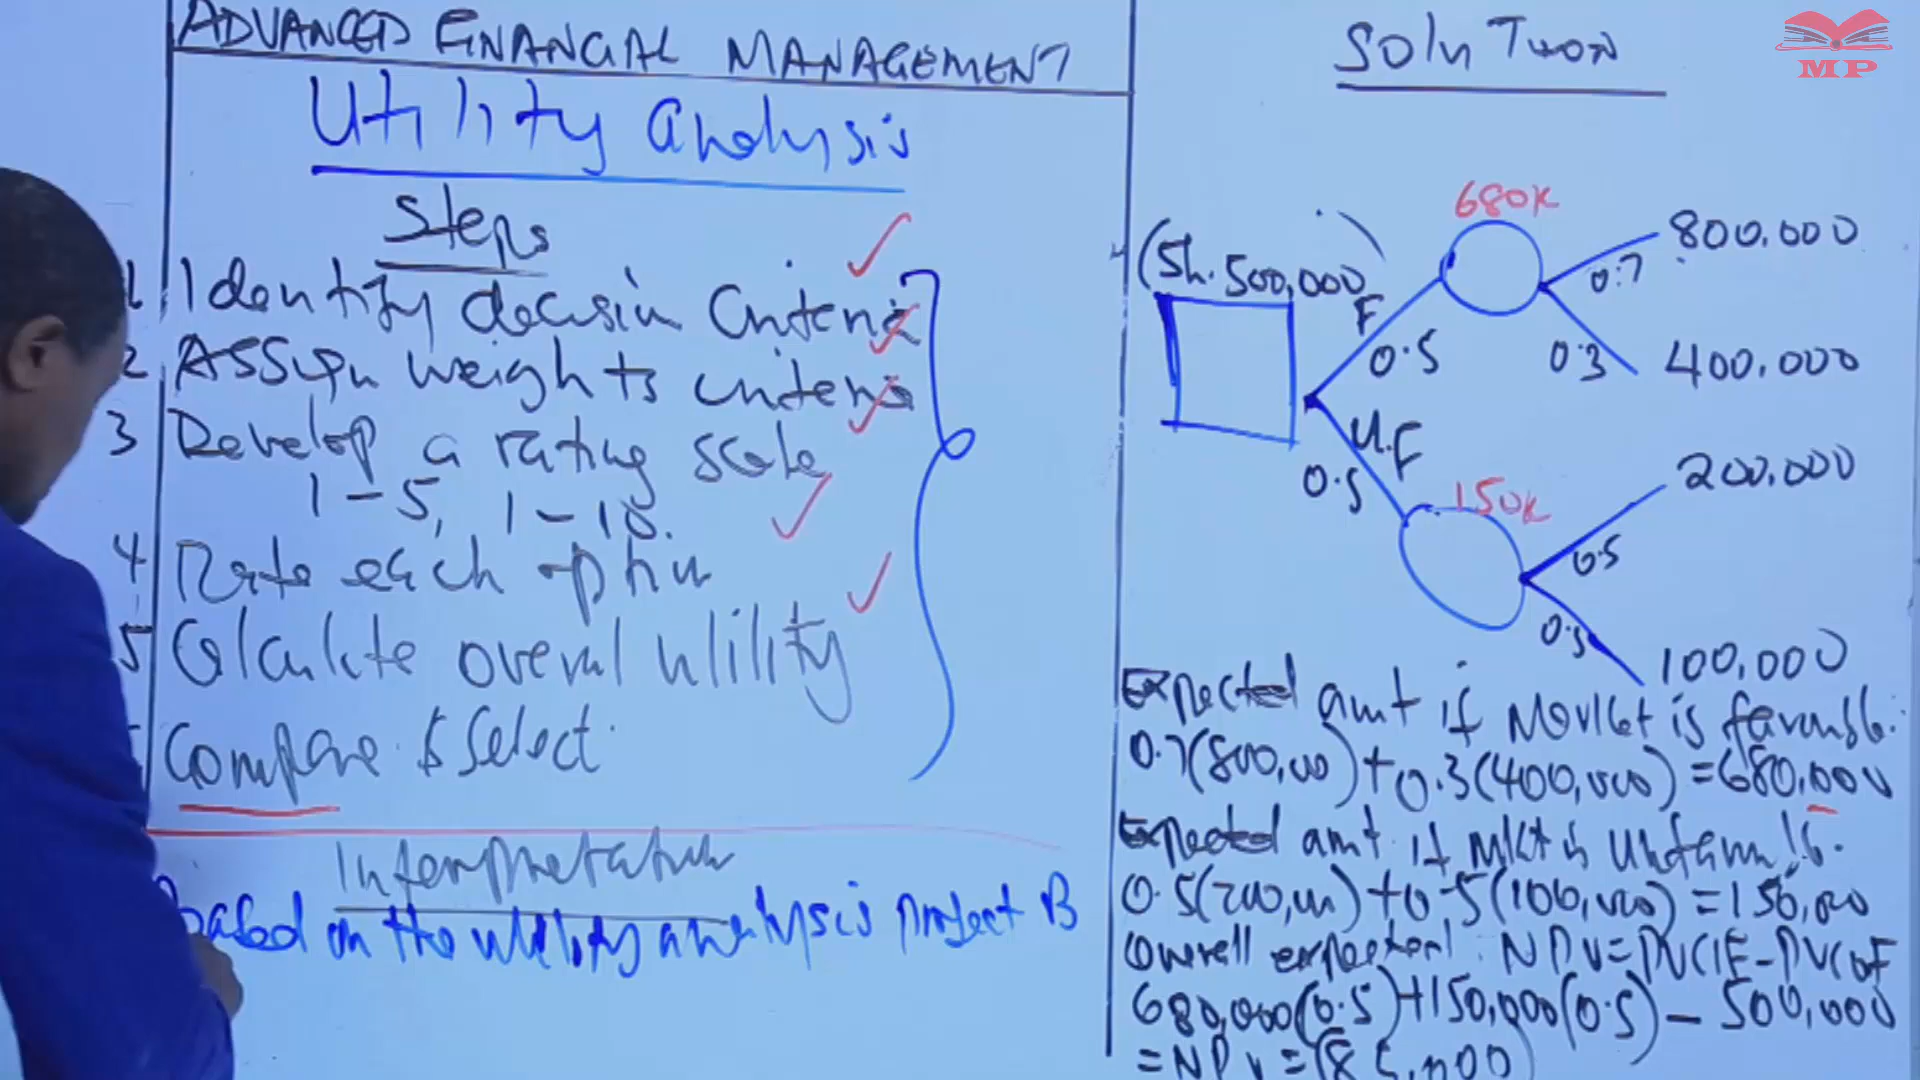 ADVANCED FINANCIAL MANAGEMENT
Utility analysis
Steps
1 Identify decision Criteria
2 Assign weights criteria
3 Develop a rating scale
1-5, 1-10.
4 Rate each option
5 Calculate overall utility
Compare & Select.
Interpretation
based on the utility analysis project B
Solution
MP
680K
(Sh. 500,000)
800.000
0.7
F
0.5
0.3
400.000
U.F
0.5
150K
200.000
0.5
0.5
100,000
Expected amt if Market is favourable.
0.7(800,00)+0.3(400,000)=680,000
Expected amt if mkt is unfavourable.
0.5(200,00)+0.5(100,000)=150,000
Overall expected: NPV=PVCIF-PVCOF
680,000(0.5)+150,000(0.5)-500,000
=NPV=(85,000)